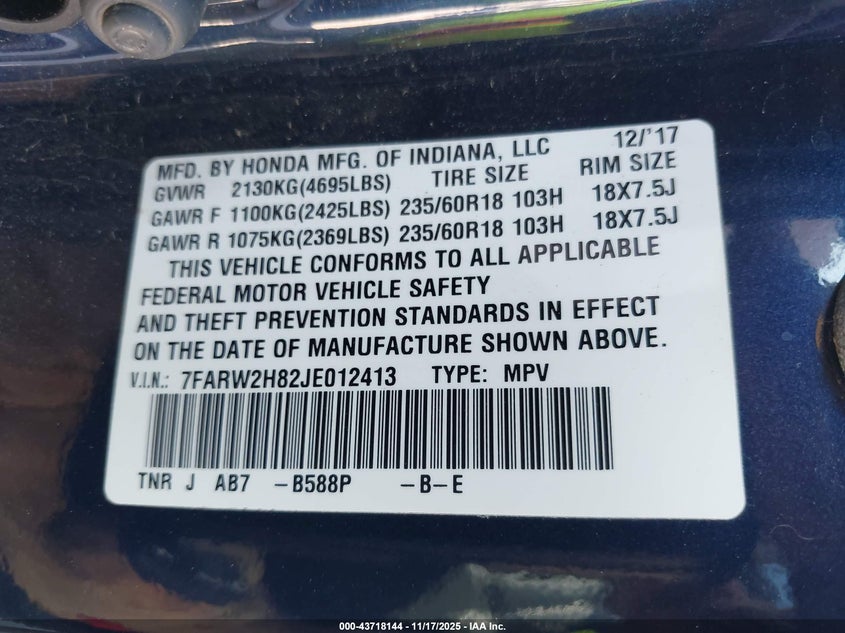 12/'17
MFD. BY HONDA MFG. OF INDIANA, LLC
GVWR 2130KG(4695LBS) TIRE SIZE RIM SIZE
GAWR F 1100KG(2425LBS) 235/60R18 103H 18X7.5J
GAWR R 1075KG(2369LBS) 235/60R18 103H 18X7.5J
THIS VEHICLE CONFORMS TO ALL APPLICABLE
FEDERAL MOTOR VEHICLE SAFETY
AND THEFT PREVENTION STANDARDS IN EFFECT
ON THE DATE OF MANUFACTURE SHOWN ABOVE.
V.I.N.: 7FARW2H82JE012413 TYPE: MPV
TNR J AB7 -B588P -B-E
000-43718144 - 11/17/2025 - IAA Inc.